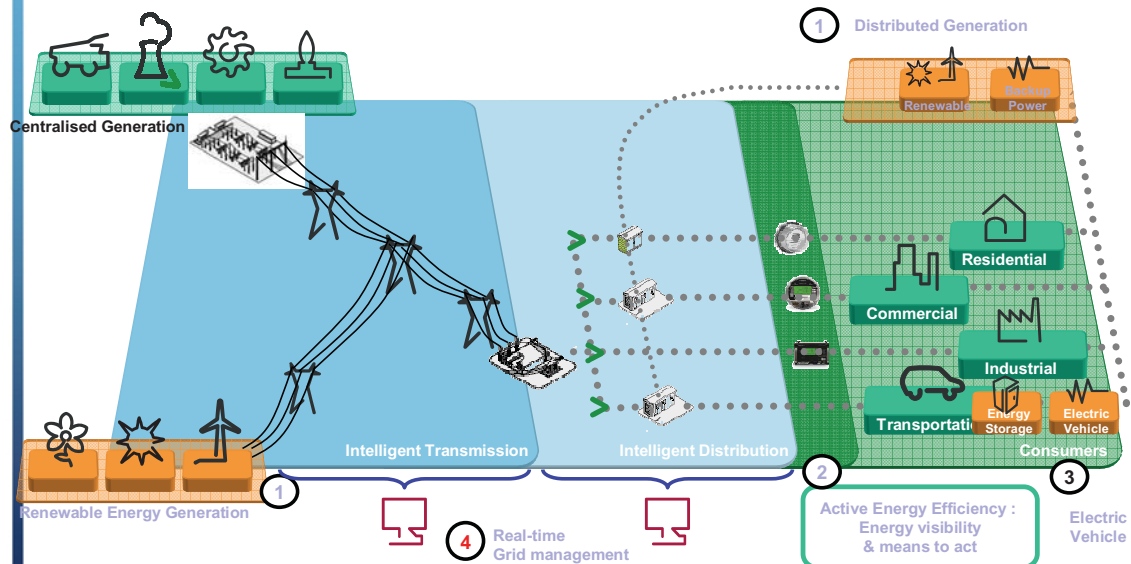 1 Distributed Generation
Renewable
Backup
Power
Centralised Generation
Residential
Commercial
Industrial
Transportati
Energy
Storage
Electric
Vehicle
Intelligent Transmission
Intelligent Distribution
Consumers
1
Renewable Energy Generation
2
3
Active Energy Efficiency :
Energy visibility
& means to act
Electric
Vehicle
4 Real-time
Grid management